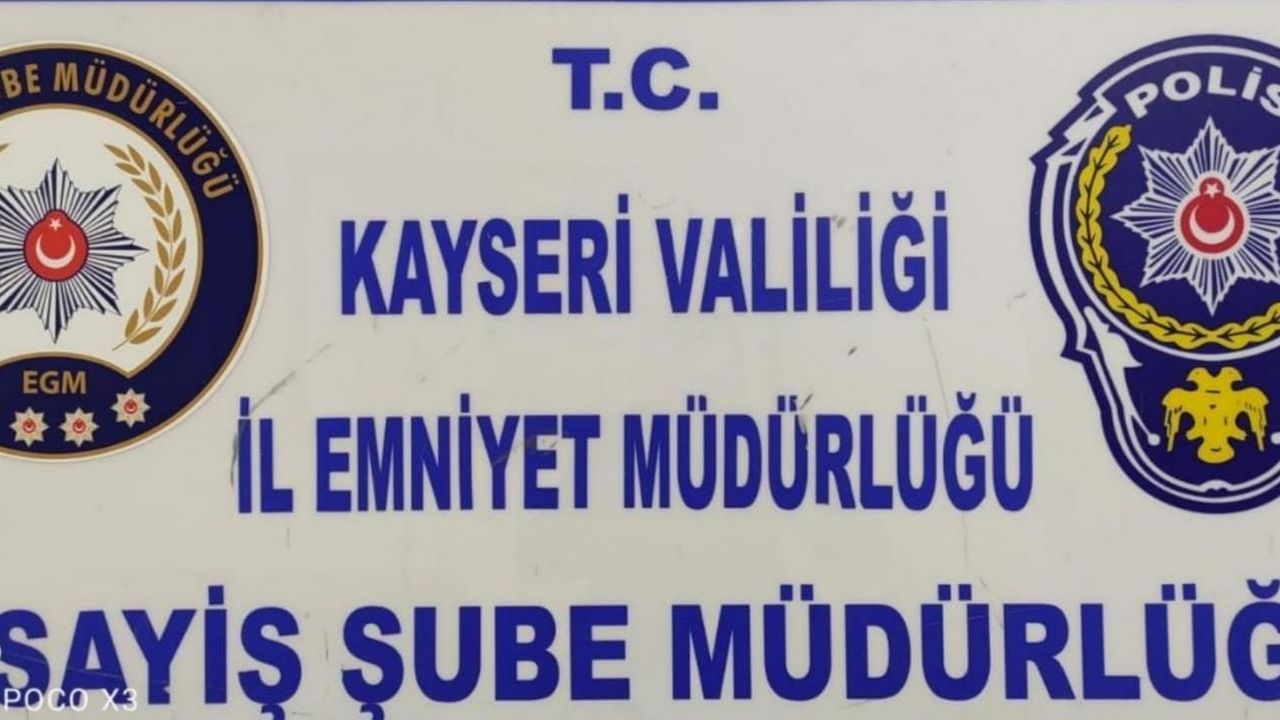 T.C.
KAYSERİ VALİLİĞİ
İL EMNİYET MÜDÜRLÜĞÜ
SAYİŞ ŞUBE MÜDÜRLÜĞ
BE MÜDÜRLÜĞÜ
EGM
POLİS
POCO X3